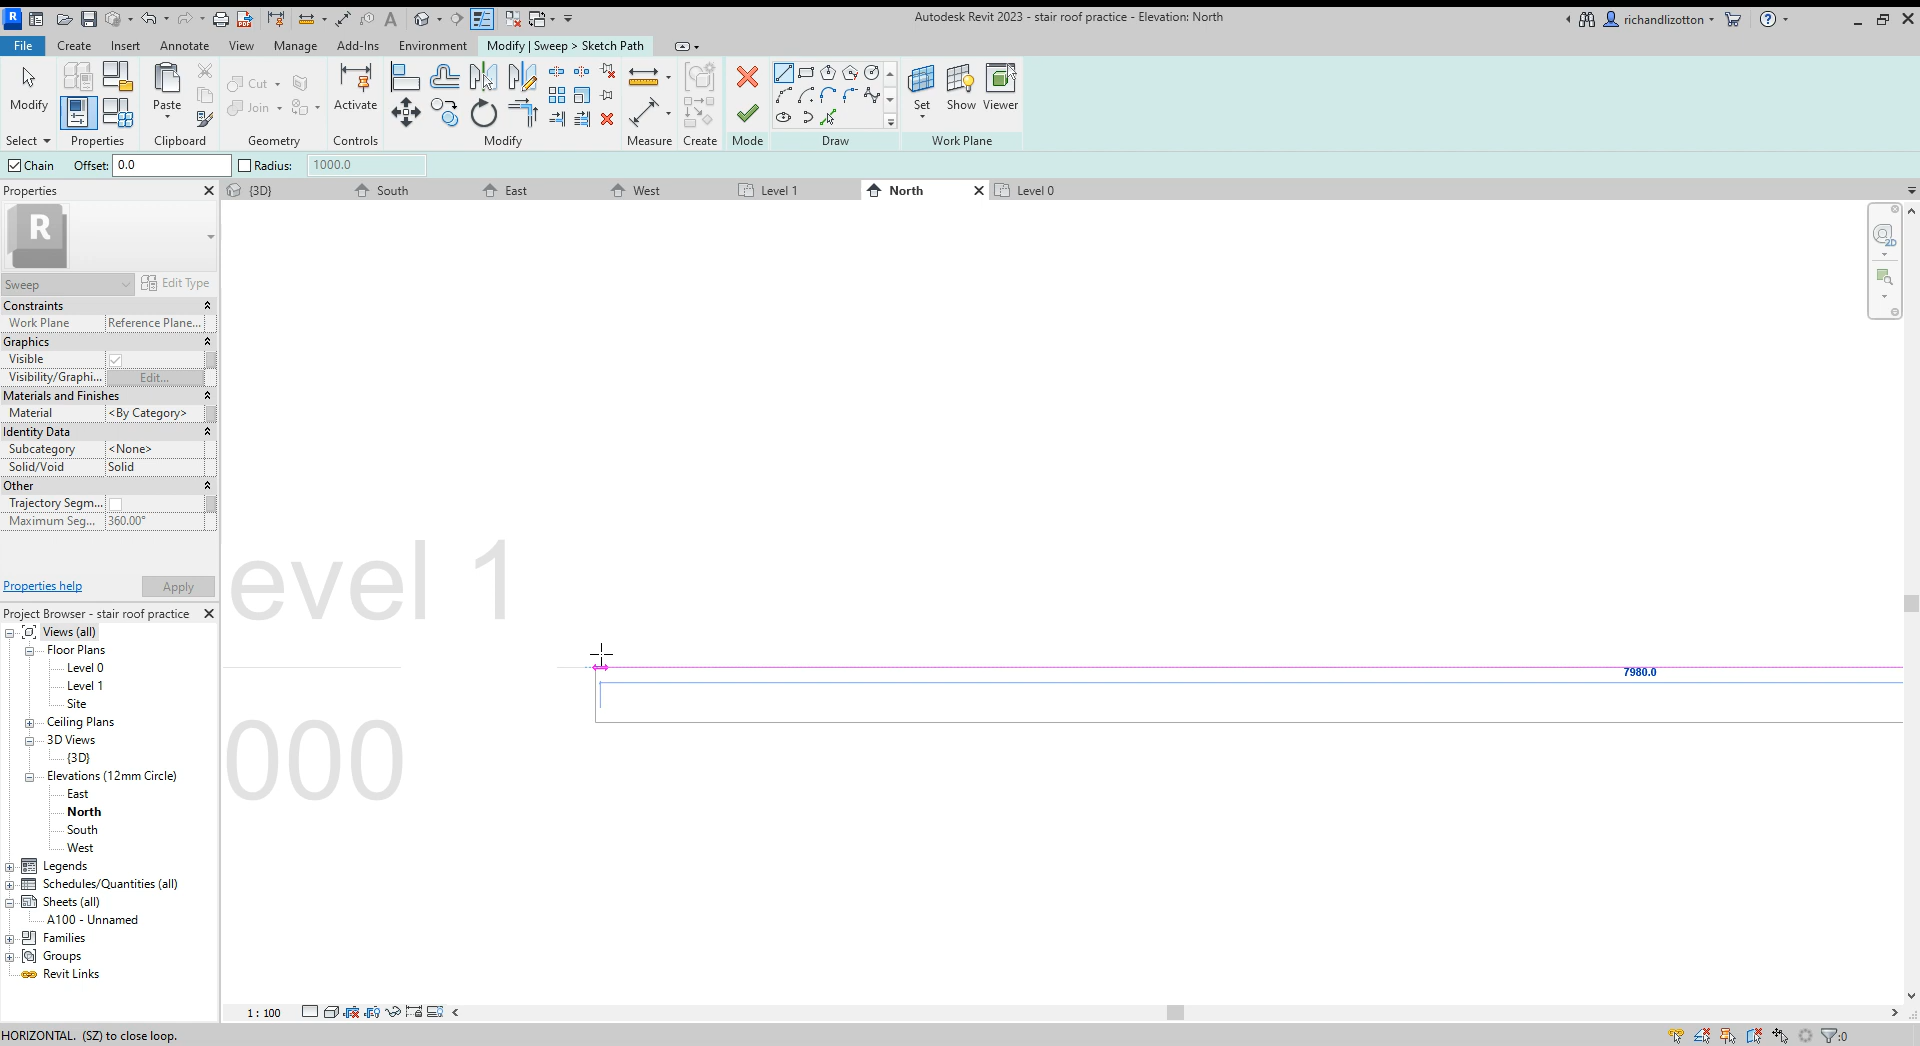 Autodesk Revit 2023 - stair roof practice - Elevation: North
richandlizotton
File
Create
Insert
Annotate
View
Manage
Add-Ins
Environment
Modify | Sweep > Sketch Path
Modify
Paste
Cut
Join
Activate
Set
Show
Viewer
Select
Properties
Clipboard
Geometry
Controls
Modify
Measure
Create
Mode
Draw
Work Plane
Chain
Offset: 0.0
Radius: 1000.0
Properties
{3D}
South
East
West
Level 1
North
Level 0
R
2D
Sweep
Edit Type
Constraints
Work Plane Reference Plane...
Graphics
Visible
Visibility/Graphi... Edit...
Materials and Finishes
Material <By Category>
Identity Data
Subcategory <None>
Solid/Void Solid
Other
Trajectory Segm...
Maximum Seg... 360.00°
Properties help
Apply
evel 1
7980.0
000
Project Browser - stair roof practice
Views (all)
Floor Plans
Level 0
Level 1
Site
Ceiling Plans
3D Views
{3D}
Elevations (12mm Circle)
East
North
South
West
Legends
Schedules/Quantities (all)
Sheets (all)
A100 - Unnamed
Families
Groups
Revit Links
1 : 100
HORIZONTAL. (SZ) to close loop.
:0